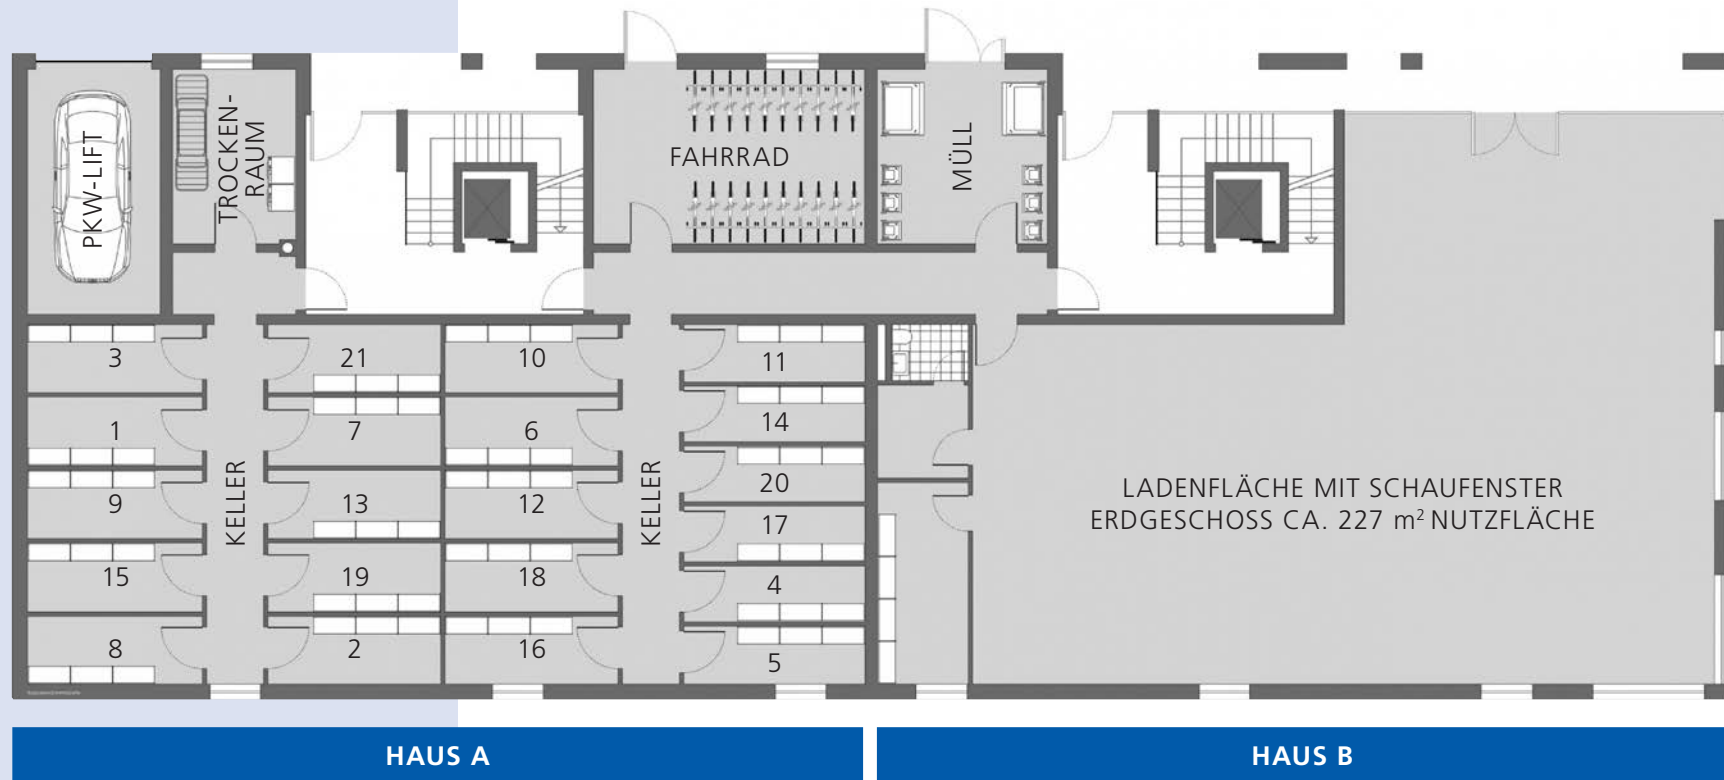 PKW-LIFT
TROCKEN-
RAUM
FAHRRAD
MÜLL
3
21
10
11
1
7
6
14
9
13
12
20
17
15
19
18
4
8
2
16
5
KELLER
KELLER
LADENFLÄCHE MIT SCHAUFENSTER
ERDGESCHOSS CA. 227 m² NUTZFLÄCHE
HAUS A
HAUS B